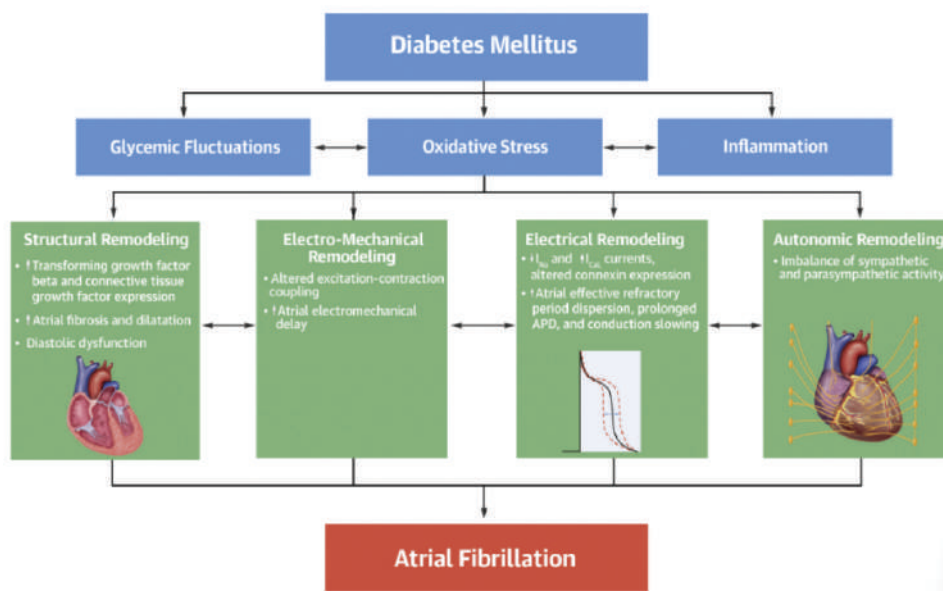 Diabetes Mellitus
Glycemic Fluctuations
Oxidative Stress
Inflammation
Structural Remodeling
• ↑Transforming growth factor
beta and connective tissue
growth factor expression
• ↑Atrial fibrosis and dilatation
• Diastolic dysfunction
Electro-Mechanical
Remodeling
• Altered excitation-contraction
coupling
• ↑Atrial electromechanical
delay
Electrical Remodeling
and currents,
altered connexin expression
• ↑Atrial effective refractory
period dispersion, prolonged
APD, and conduction slowing
Autonomic Remodeling
• Imbalance of sympathetic
and parasympathetic activity
Atrial Fibrillation